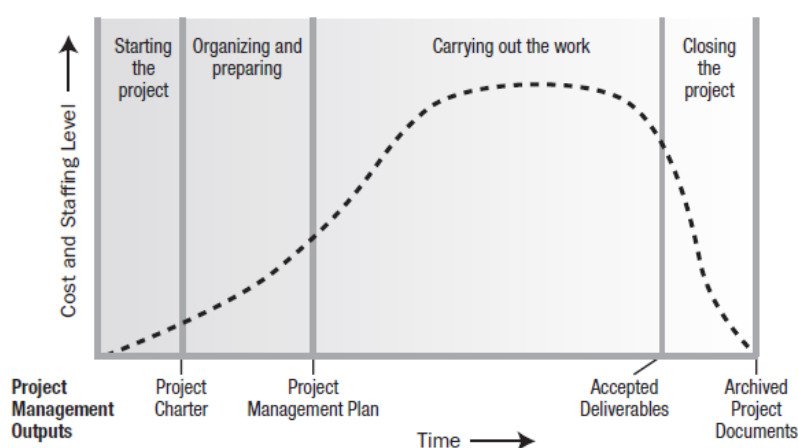 Starting
the
project
Organizing and
preparing
Carrying out the work
Closing
the
project
Cost and Staffing Level
Project
Management
Outputs
Project
Charter
Project
Management Plan
Accepted
Deliverables
Archived
Project
Documents
Time